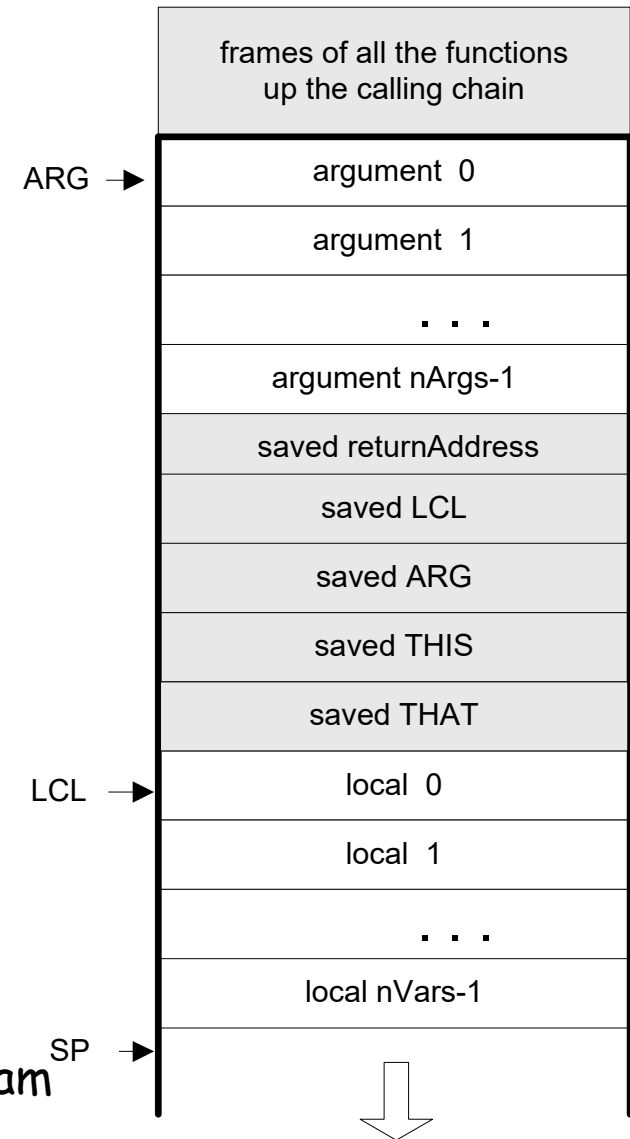 frames of all the functions
up the calling chain
ARG
argument 0
argument 1
. . .
argument nArgs-1
saved returnAddress
saved LCL
saved ARG
saved THIS
saved THAT
LCL
local 0
local 1
. . .
local nVars-1
SP
am